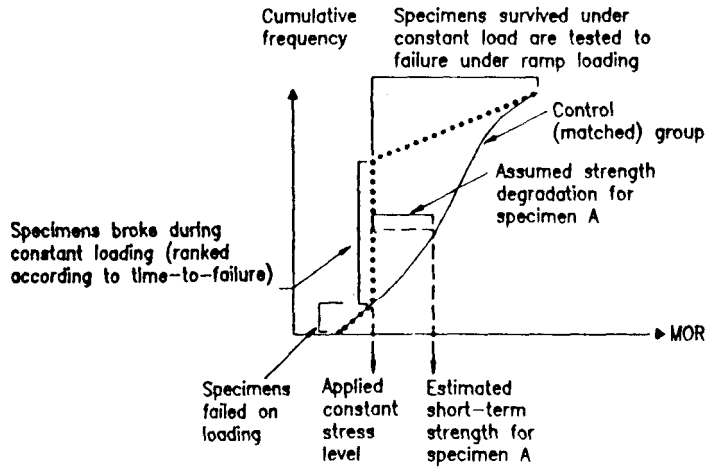 Cumulative
frequency
Specimens survived under
constant load are tested to
failure under ramp loading
Control
(matched) group
Assumed strength
degradation for
specimen A
Specimens broke during
constant loading (ranked
according to time-to-failure)
MOR
Specimens
failed on
loading
Applied
constant
stress
level
Estimated
short-term
strength for
specimen A